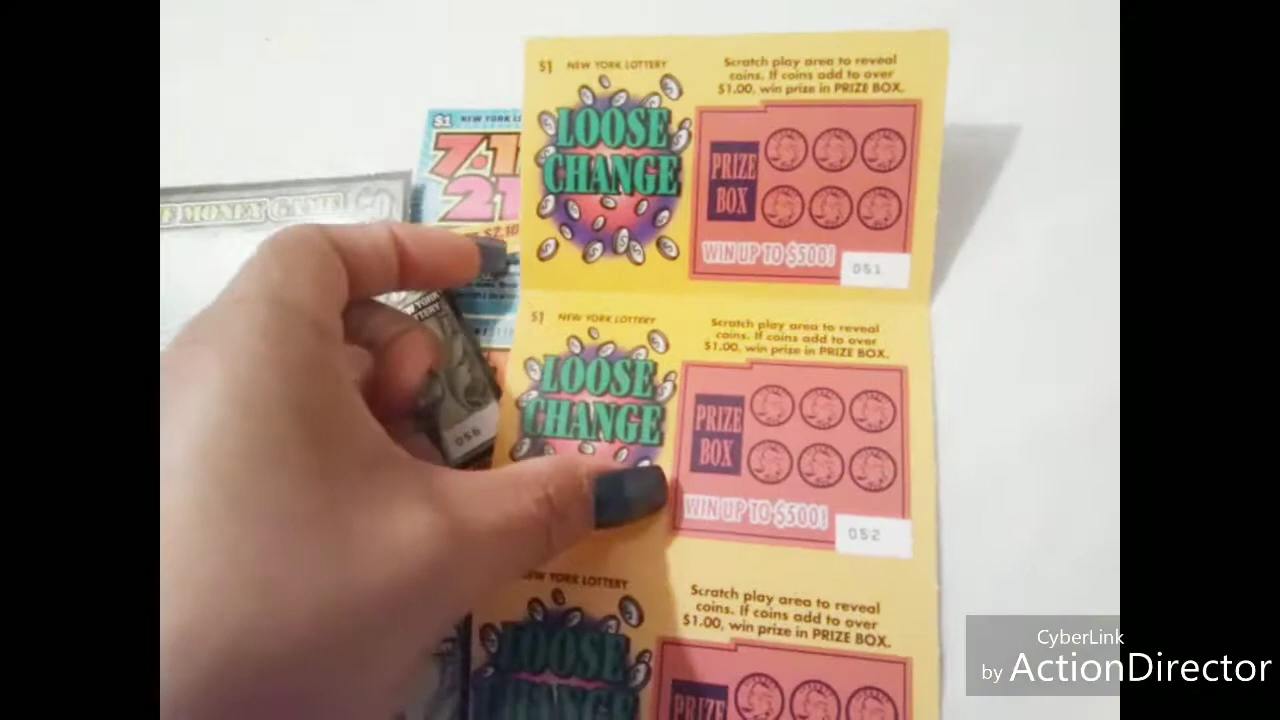 $1 NEW YORK LOTTERY
LOOSE
CHANGE
Scratch play area to reveal
coins. If coins add to over
$1.00, win prize in PRIZE BOX.
PRIZE
BOX
WIN UP TO $500!
051
$1 NEW YORK
21
MONEY GAME
056
$1 NEW YORK LOTTERY
LOOSE
CHANGE
Scratch play area to reveal
coins. If coins add to over
$1.00, win prize in PRIZE BOX.
PRIZE
BOX
WIN UP TO $500!
052
NEW YORK LOTTERY
LOOSE
CHANGE
Scratch play area to reveal
coins. If coins add to over
$1.00, win prize in PRIZE BOX.
PRIZE
CyberLink
by ActionDirector